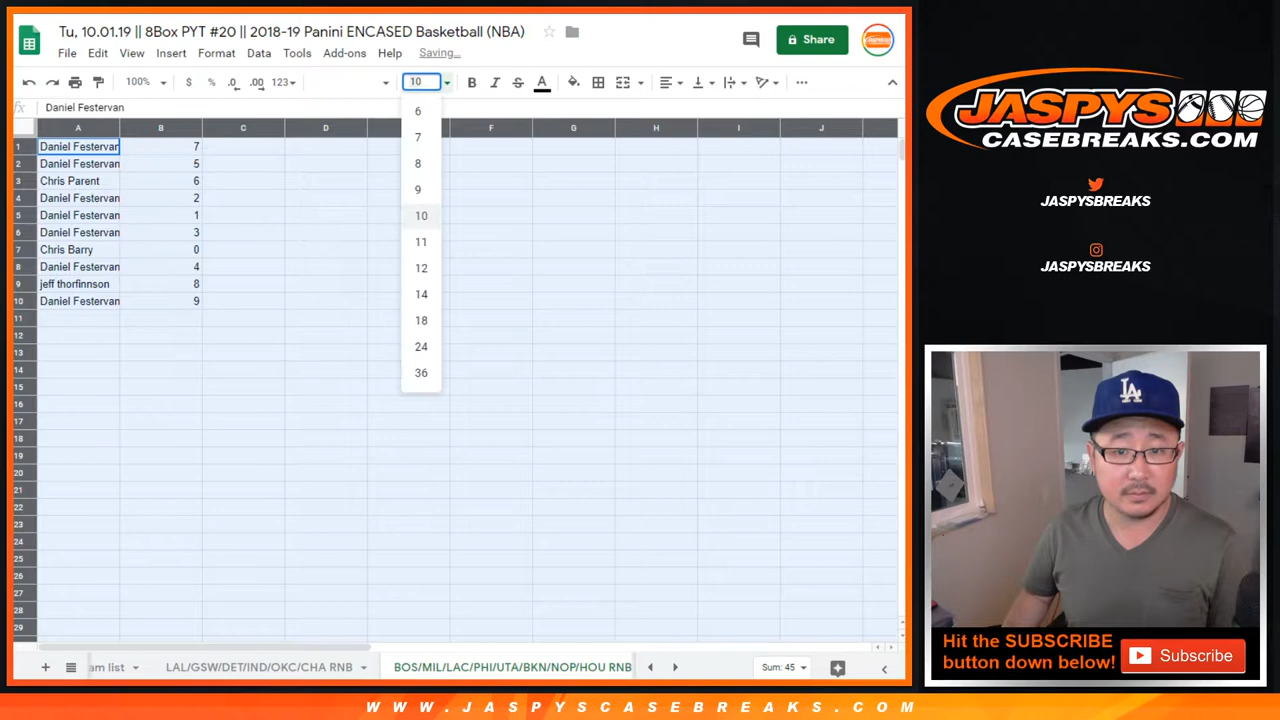 Tu, 10.01.19 || 8Box PYT #20 || 2018-19 Panini ENCASED Basketball (NBA)
File Edit View Insert Format Data Tools Add-ons Help Saving...
Share
100% $ % .0 .00 123 10 B I S A
fx Daniel Festervan
A B C D F G H I J
1 Daniel Festervan 7
2 Daniel Festervan 5
3 Chris Parent 6
4 Daniel Festervan 2
5 Daniel Festervan 1
6 Daniel Festervan 3
7 Chris Barry 0
8 Daniel Festervan 4
9 jeff thorfinnson 8
10 Daniel Festervan 9
11
12
13
14
15
16
17
18
19
20
21
22
23
24
25
26
27
28
29
6
7
8
9
10
11
12
14
18
24
36
am list LAL/GSW/DET/IND/OKC/CHA RNB BOS/MIL/LAC/PHI/UTA/BKN/NOP/HOU RNB Sum: 45
JASPYS
CASEBREAKS.COM
JASPYSBREAKS
JASPYSBREAKS
LA
Hit the SUBSCRIBE
button down below!
Subscribe
WWW.JASPYSCASEBREAKS.COM